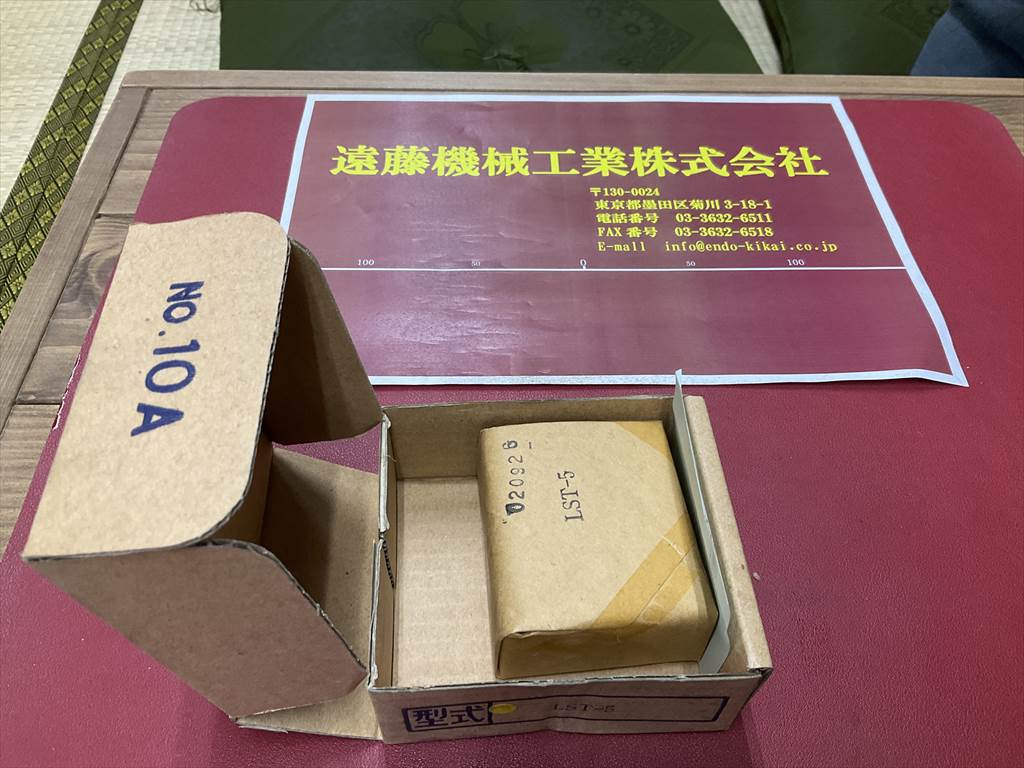 遠藤機械工業株式会社
〒130-0024
東京都墨田区菊川 3-18-1
電話番号 03-3632-6511
FAX 番号 03-3632-6518
E-mall info@endo-kikai.co.jp
100 50 0 50 100
NO.10A
020926
LST-5
型式 LST-5